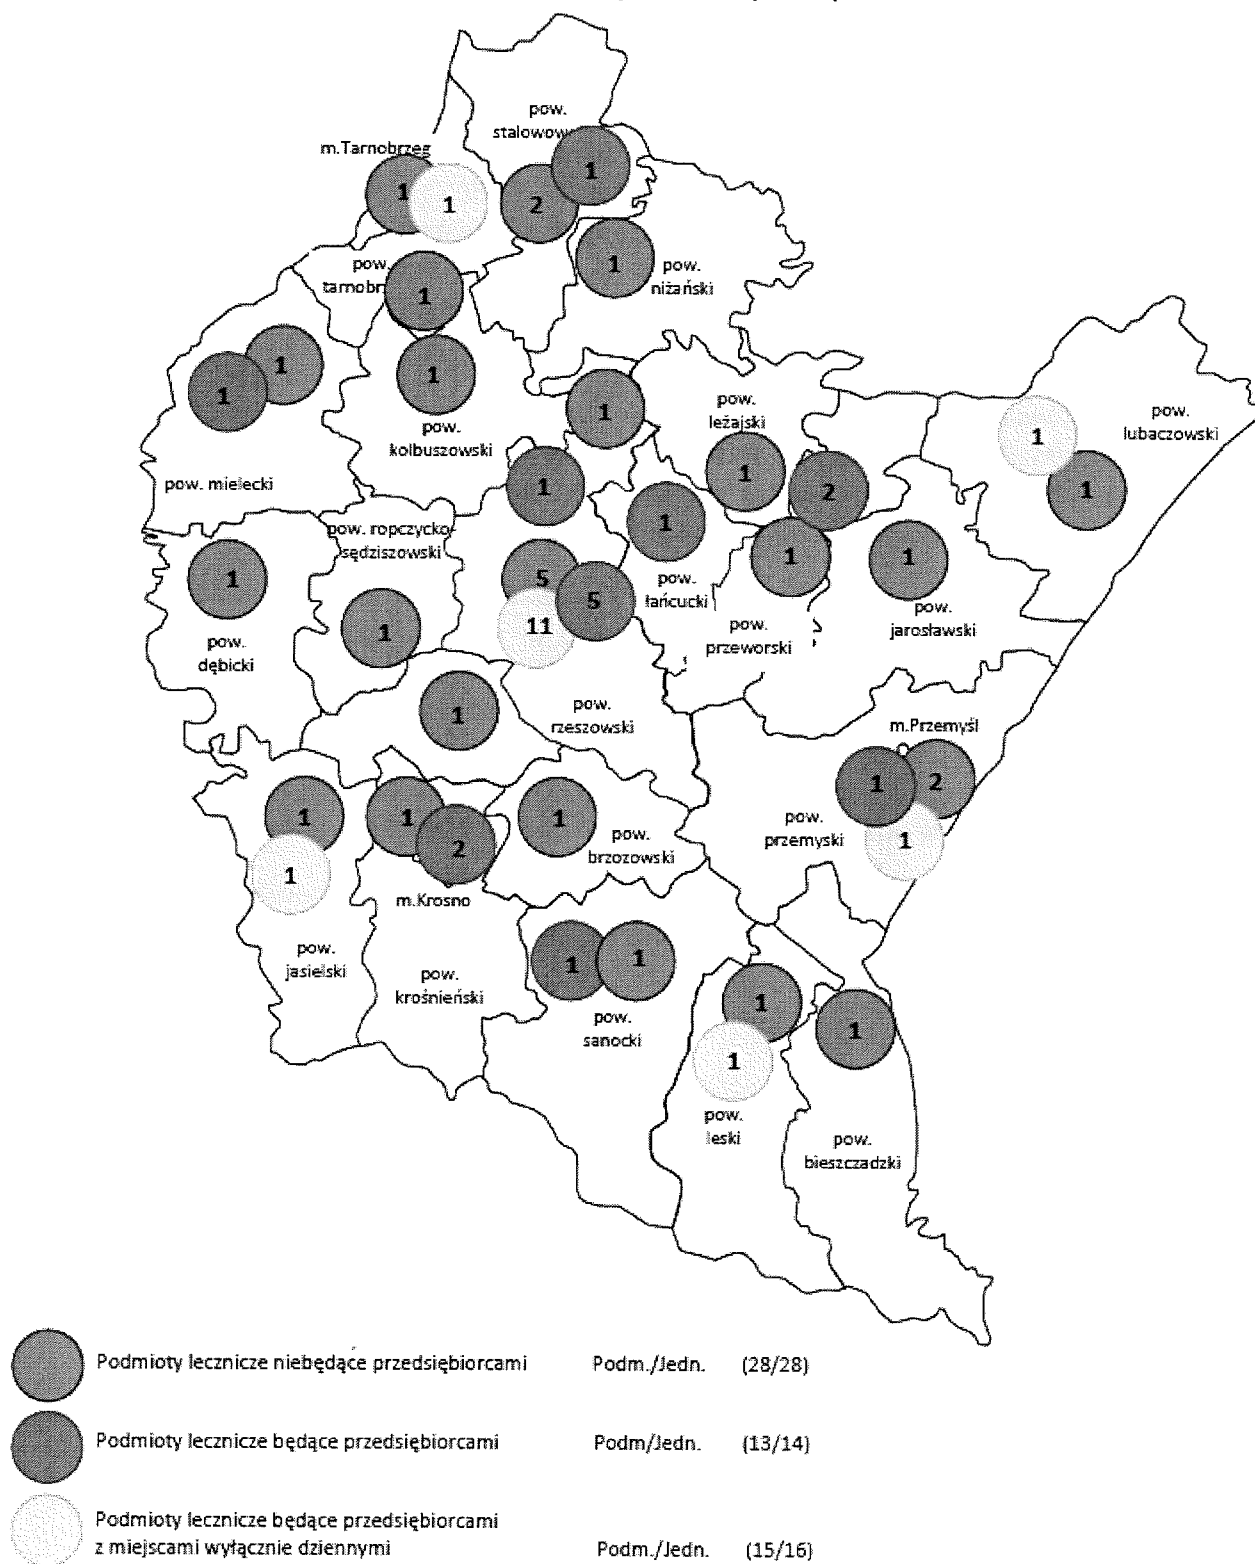 pow.
stalowow
m.Tarnobrzeg
1
1
1
2
1
pow.
niżański
pow.
tarnobr
1
1
1
1
pow.
kolbuszowski
pow. mielecki
1
1
pow.
leżajski
1
2
1
pow.
lubaczowski
1
1
pow. ropczycko-
sędziszowski
1
pow.
dębicki
1
5
5
11
1
pow.
łańcucki
1
pow.
przeworski
1
pow.
jarosławski
pow.
rzeszowski
1
m.Przemyśl
1
2
1
pow.
przemyski
1
1
pow.
jasielski
1
2
m.Krosno
pow.
krośnieński
1
pow.
brzozowski
1
1
pow.
sanocki
1
1
pow.
leski
1
pow.
bieszczadzki
Podmioty lecznicze niebędące przedsiębiorcami Podm./Jedn. (28/28)
Podmioty lecznicze będące przedsiębiorcami Podm/Jedn. (13/14)
Podmioty lecznicze będące przedsiębiorcami
z miejscami wyłącznie dziennymi Podm./Jedn. (15/16)